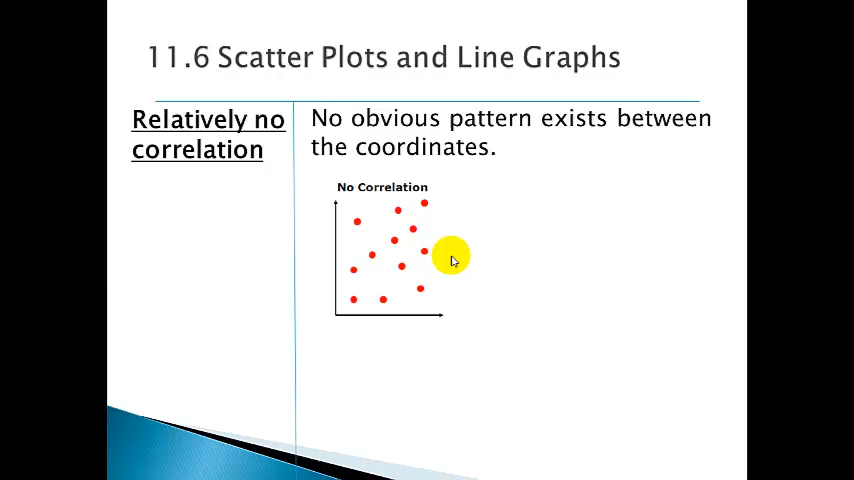 11.6 Scatter Plots and Line Graphs
Relatively no
correlation
No obvious pattern exists between
the coordinates.
No Correlation